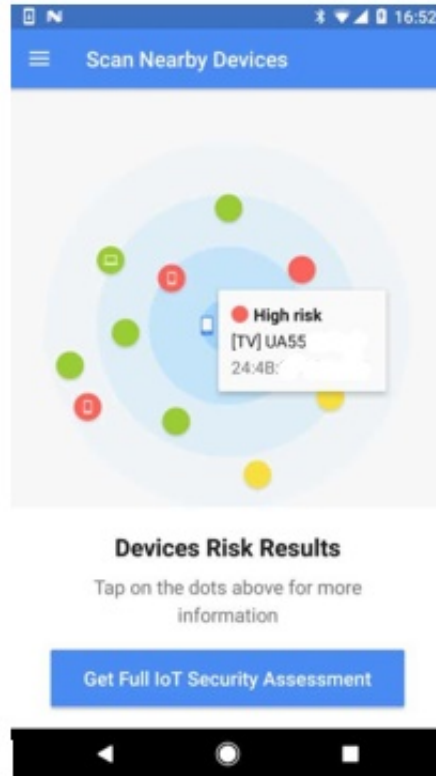 16:52
Scan Nearby Devices
High risk
[TV] UA55
24:4B:
Devices Risk Results
Tap on the dots above for more
information
Get Full IoT Security Assessment